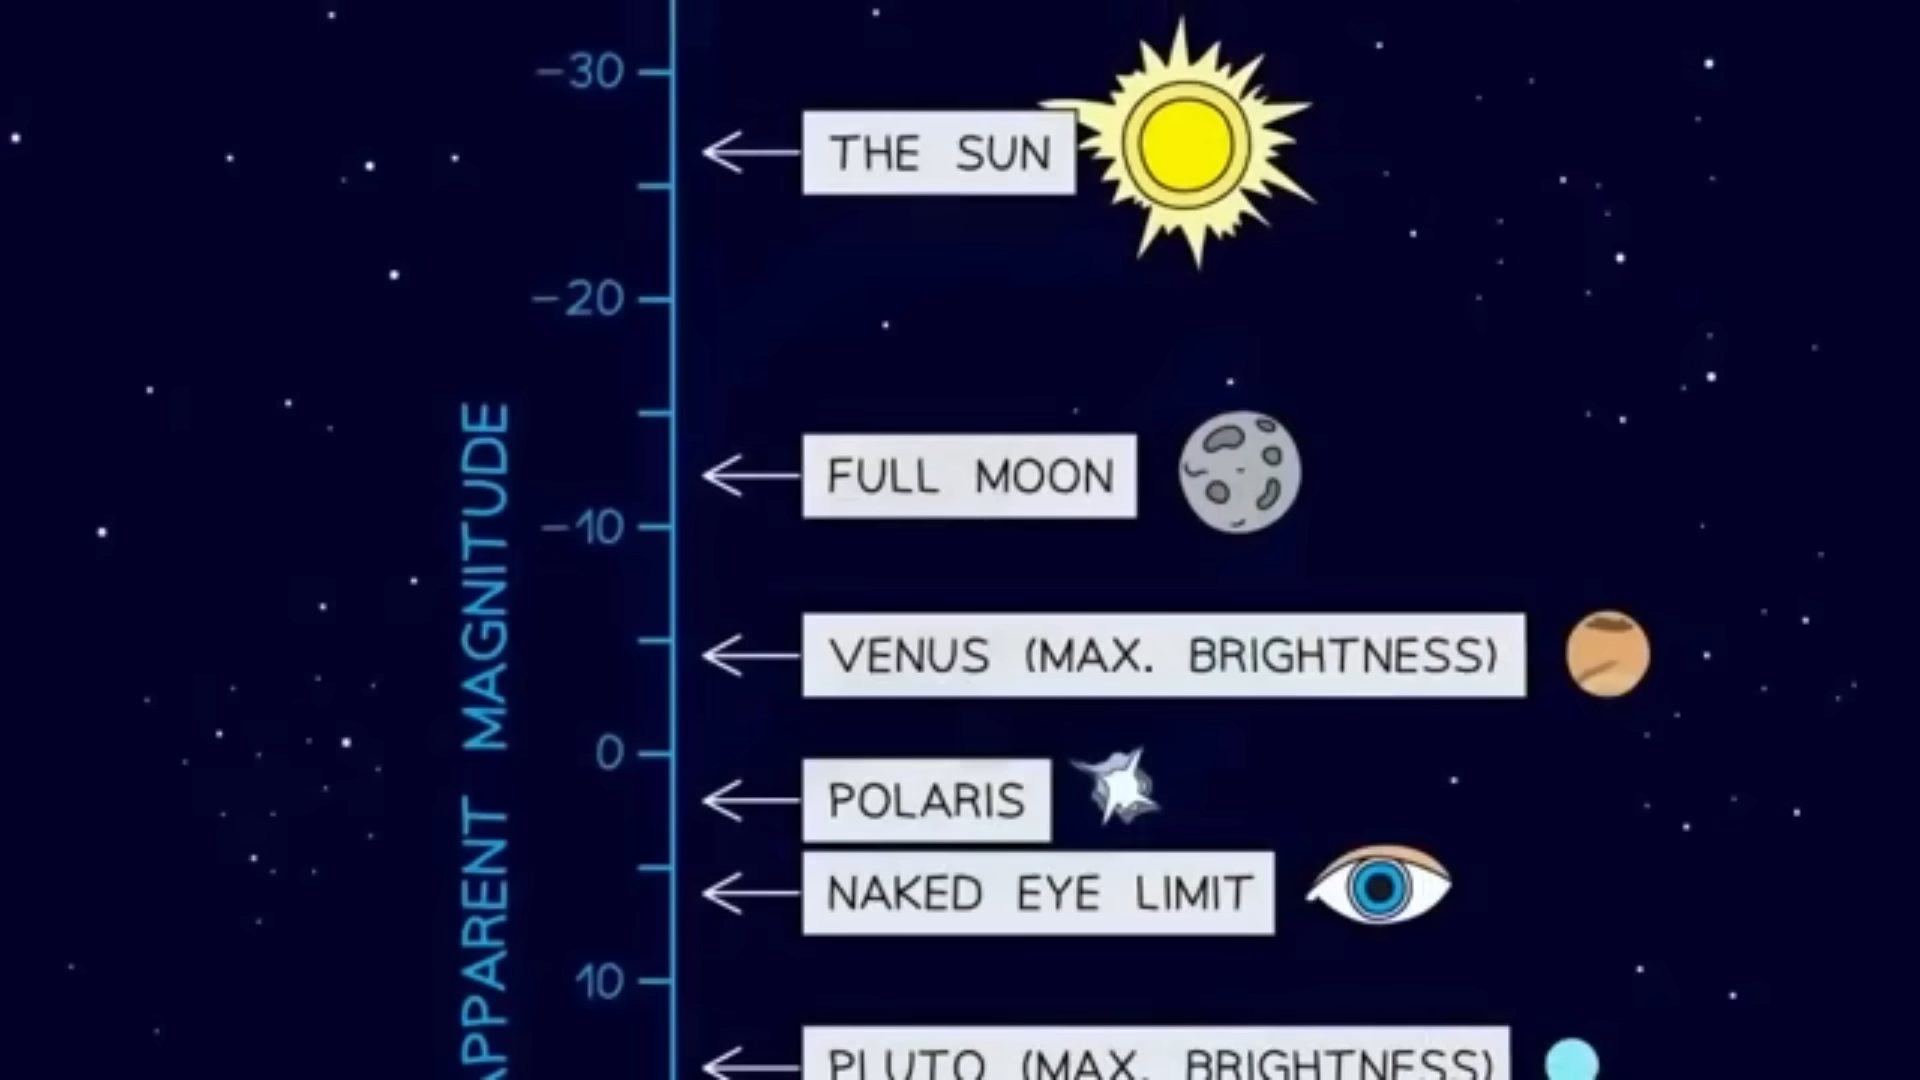 −30
THE SUN
−20
FULL MOON
−10
VENUS (MAX. BRIGHTNESS)
0
POLARIS
NAKED EYE LIMIT
10
PLUTO (MAX. BRIGHTNESS)
APPARENT MAGNITUDE